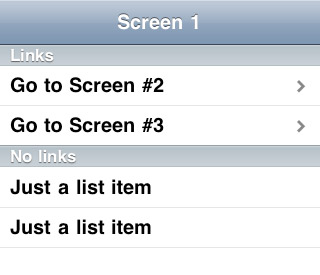 Screen 1
Links
Go to Screen #2
Go to Screen #3
No links
Just a list item
Just a list item